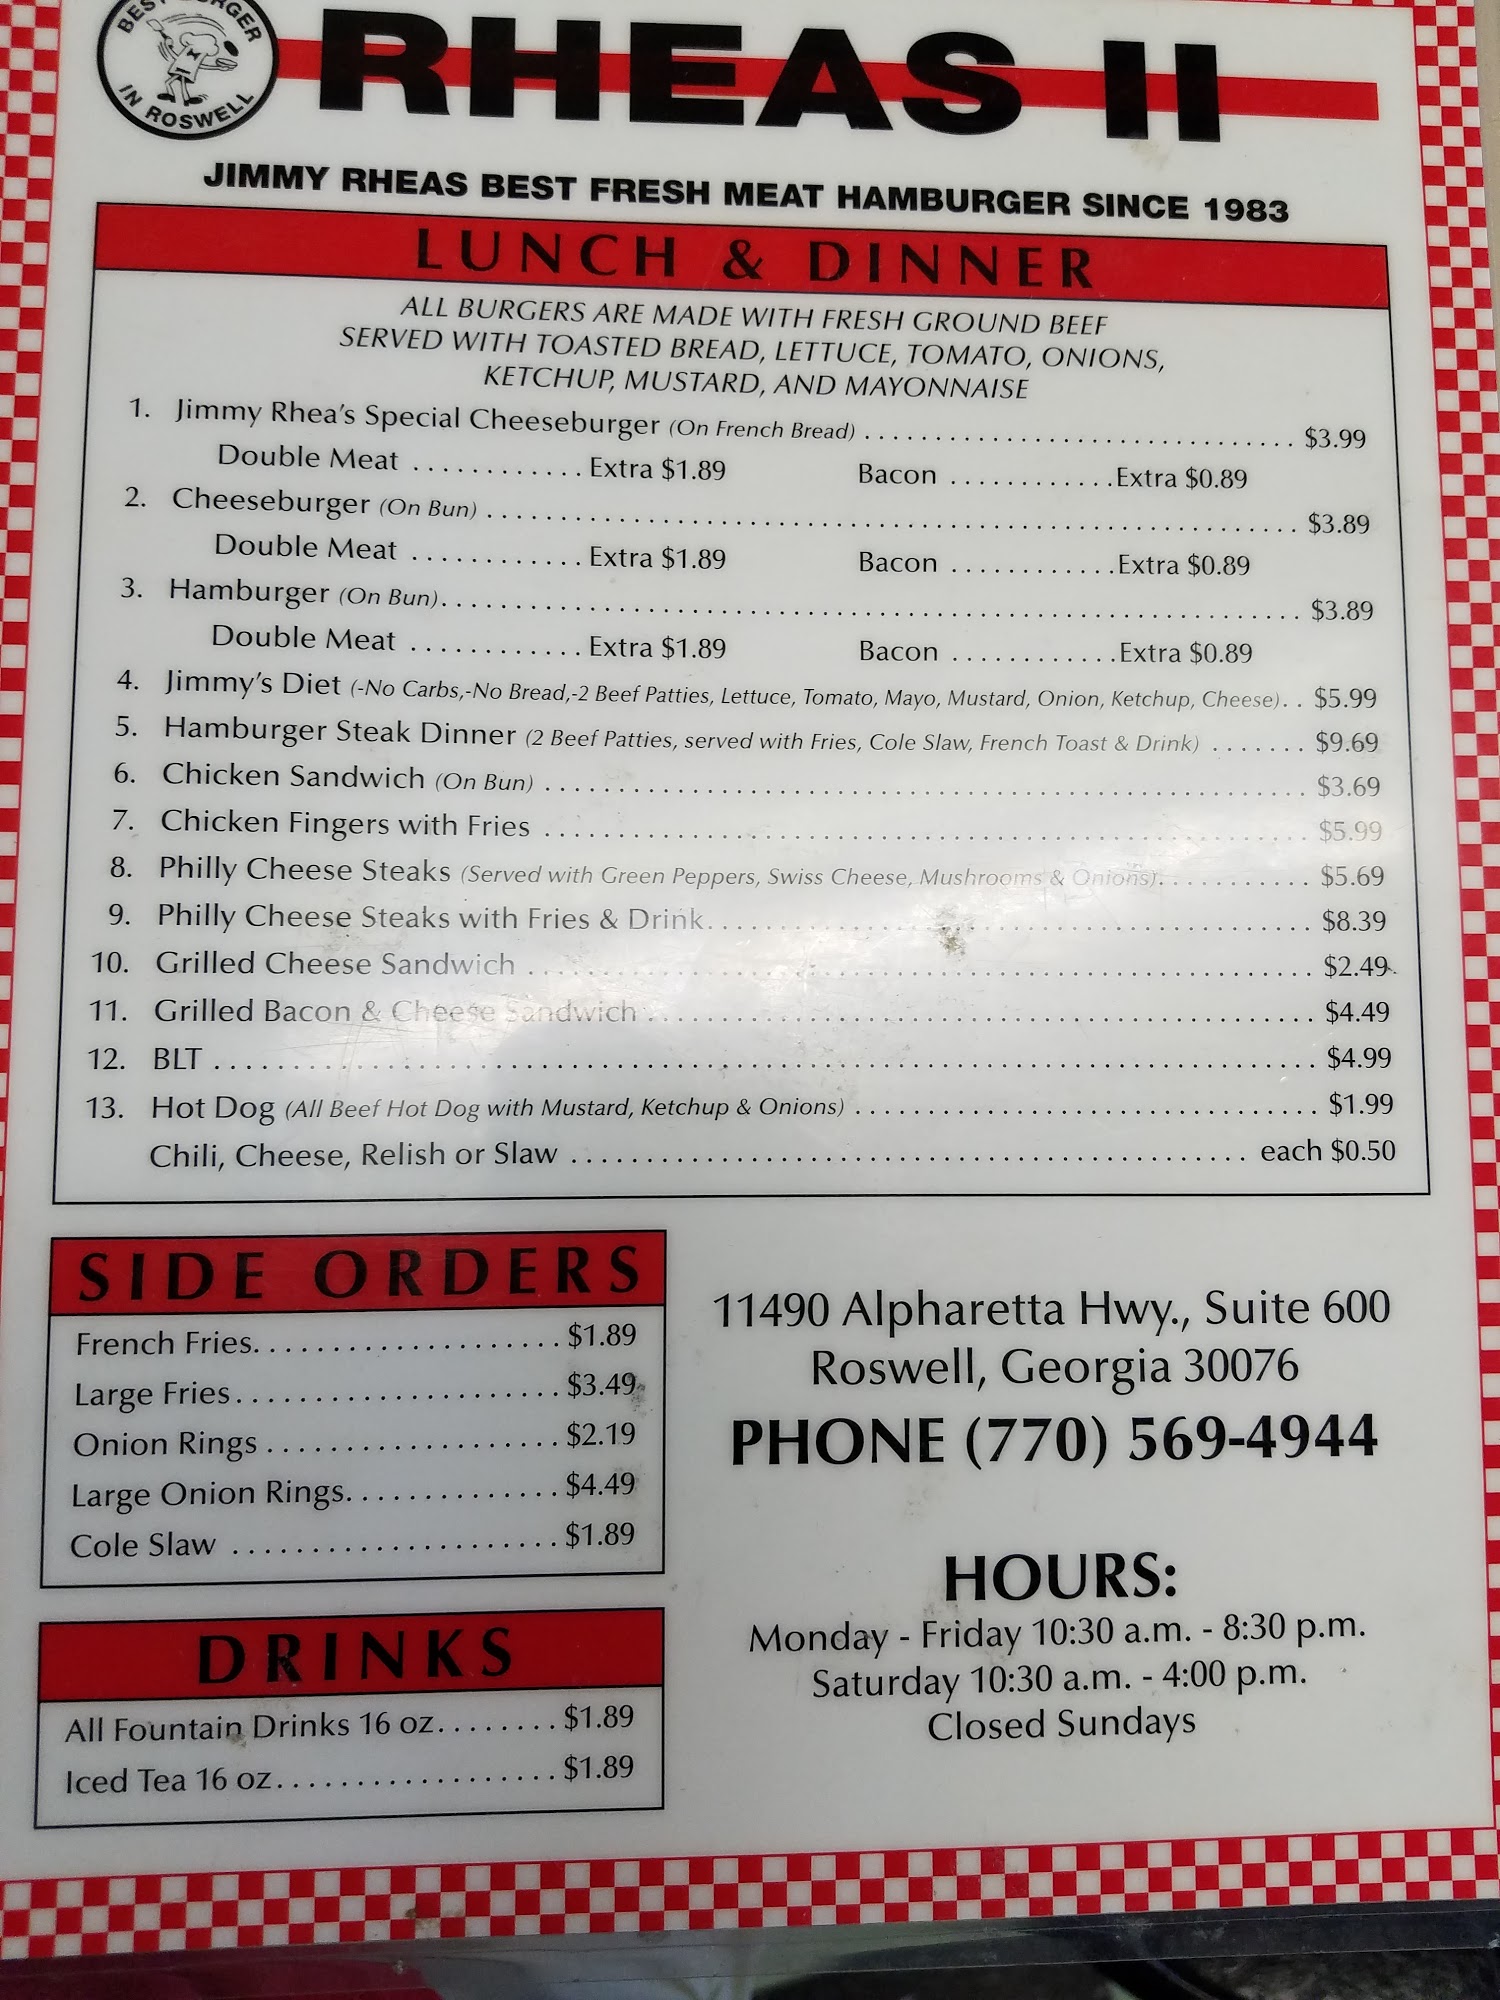 BEST BURGER
IN ROSWELL
RHEAS II
JIMMY RHEAS BEST FRESH MEAT HAMBURGER SINCE 1983
LUNCH & DINNER
ALL BURGERS ARE MADE WITH FRESH GROUND BEEF
SERVED WITH TOASTED BREAD, LETTUCE, TOMATO, ONIONS,
KETCHUP, MUSTARD, AND MAYONNAISE
1. Jimmy Rhea's Special Cheeseburger (On French Bread) $3.99
Double Meat Extra $1.89 Bacon Extra $0.89
2. Cheeseburger (On Bun) $3.89
Double Meat Extra $1.89 Bacon Extra $0.89
3. Hamburger (On Bun) $3.89
Double Meat Extra $1.89 Bacon Extra $0.89
4. Jimmy's Diet (-No Carbs,-No Bread,-2 Beef Patties, Lettuce, Tomato, Mayo, Mustard, Onion, Ketchup, Cheese) $5.99
5. Hamburger Steak Dinner (2 Beef Patties, served with Fries, Cole Slaw, French Toast & Drink) $9.69
6. Chicken Sandwich (On Bun) $3.69
7. Chicken Fingers with Fries $5.99
8. Philly Cheese Steaks (Served with Green Peppers, Swiss Cheese, Mushrooms & Onions) $5.69
9. Philly Cheese Steaks with Fries & Drink $8.39
10. Grilled Cheese Sandwich $2.49
11. Grilled Bacon & Cheese Sandwich $4.49
12. BLT $4.99
13. Hot Dog (All Beef Hot Dog with Mustard, Ketchup & Onions) $1.99
Chili, Cheese, Relish or Slaw each $0.50
SIDE ORDERS
French Fries $1.89
Large Fries $3.49
Onion Rings $2.19
Large Onion Rings $4.49
Cole Slaw $1.89
DRINKS
All Fountain Drinks 16 oz $1.89
Iced Tea 16 oz $1.89
11490 Alpharetta Hwy., Suite 600
Roswell, Georgia 30076
PHONE (770) 569-4944
HOURS:
Monday - Friday 10:30 a.m. - 8:30 p.m.
Saturday 10:30 a.m. - 4:00 p.m.
Closed Sundays